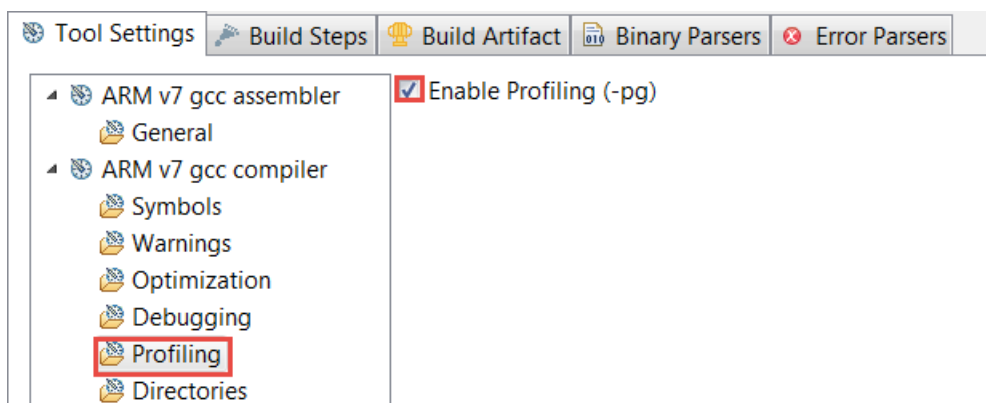 Tool Settings Build Steps Build Artifact 010 Binary Parsers Error Parsers
ARM v7 gcc assembler
Enable Profiling (-pg)
General
ARM v7 gcc compiler
Symbols
Warnings
Optimization
Debugging
Profiling
Directories